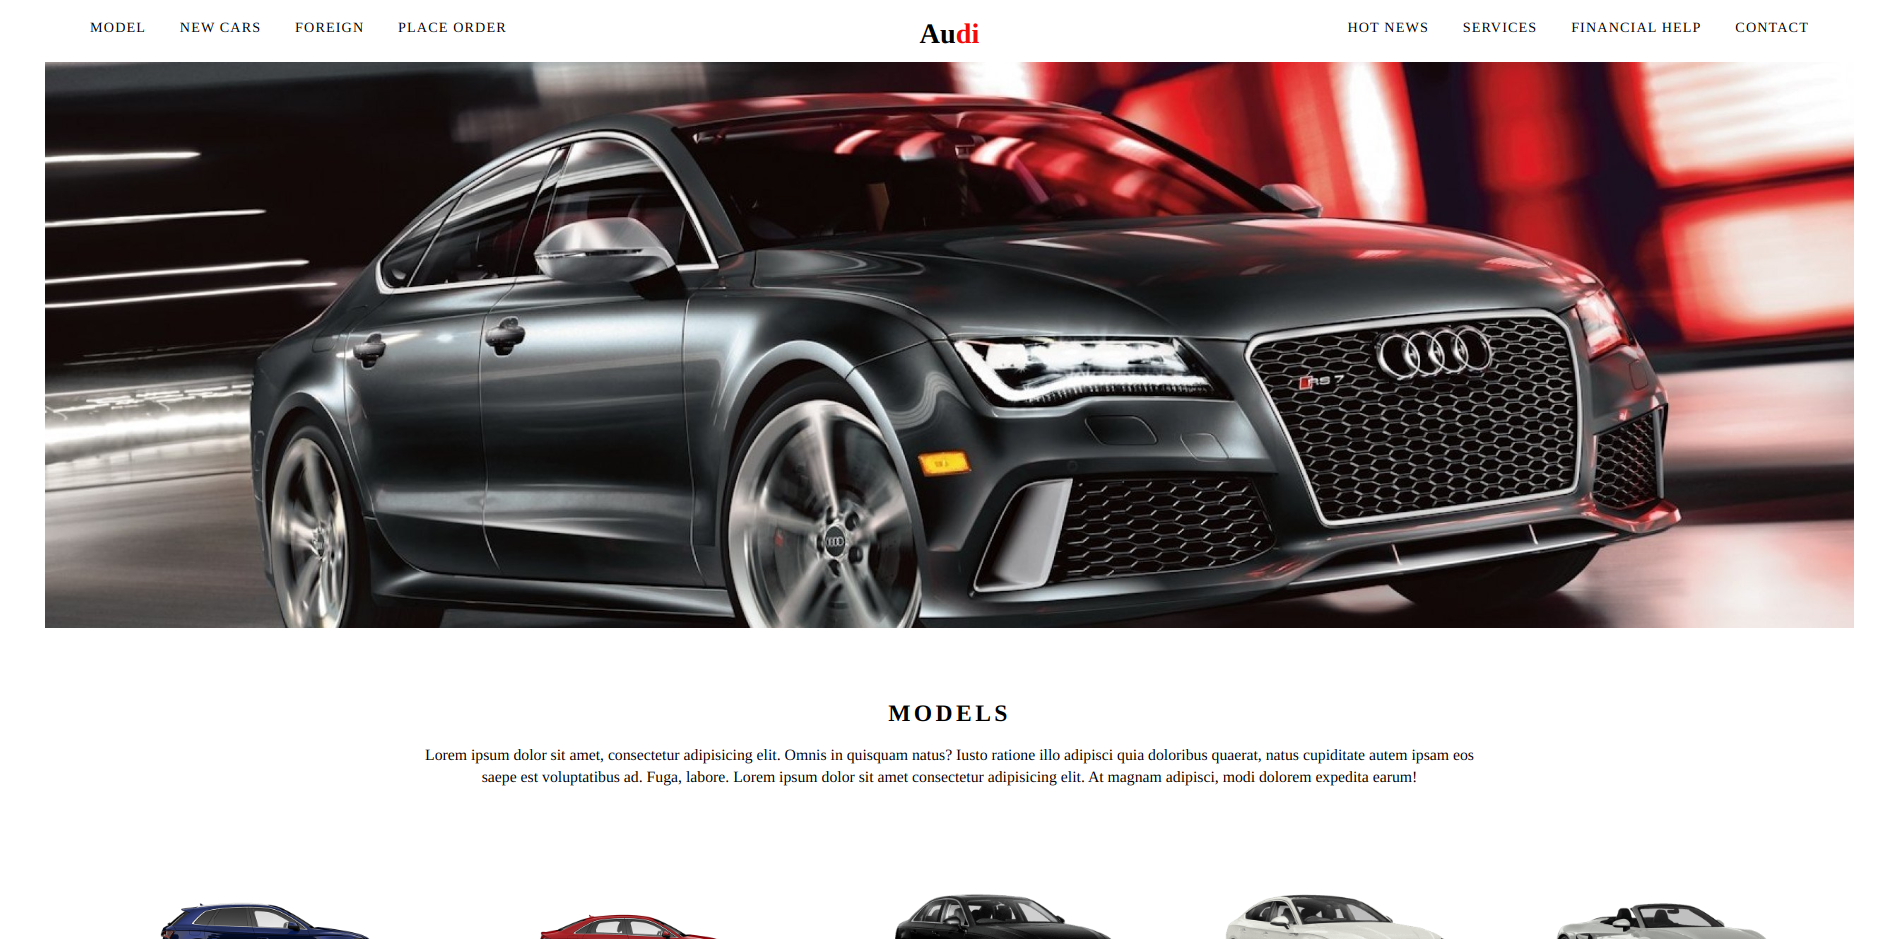 MODEL NEW CARS FOREIGN PLACE ORDER Audi HOT NEWS SERVICES FINANCIAL HELP CONTACT
RS 7
MODELS
Lorem ipsum dolor sit amet, consectetur adipisicing elit. Omnis in quisquam natus? Iusto ratione illo adipisci quia doloribus quaerat, natus cupiditate autem ipsam eos
saepe est voluptatibus ad. Fuga, labore. Lorem ipsum dolor sit amet consectetur adipisicing elit. At magnam adipisci, modi dolorem expedita earum!